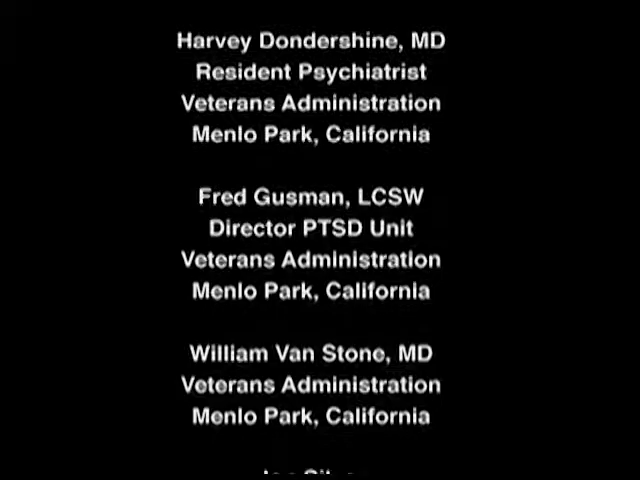 Harvey Dondershine, MD
Resident Psychiatrist
Veterans Administration
Menlo Park, California
Fred Gusman, LCSW
Director PTSD Unit
Veterans Administration
Menlo Park, California
William Van Stone, MD
Veterans Administration
Menlo Park, California